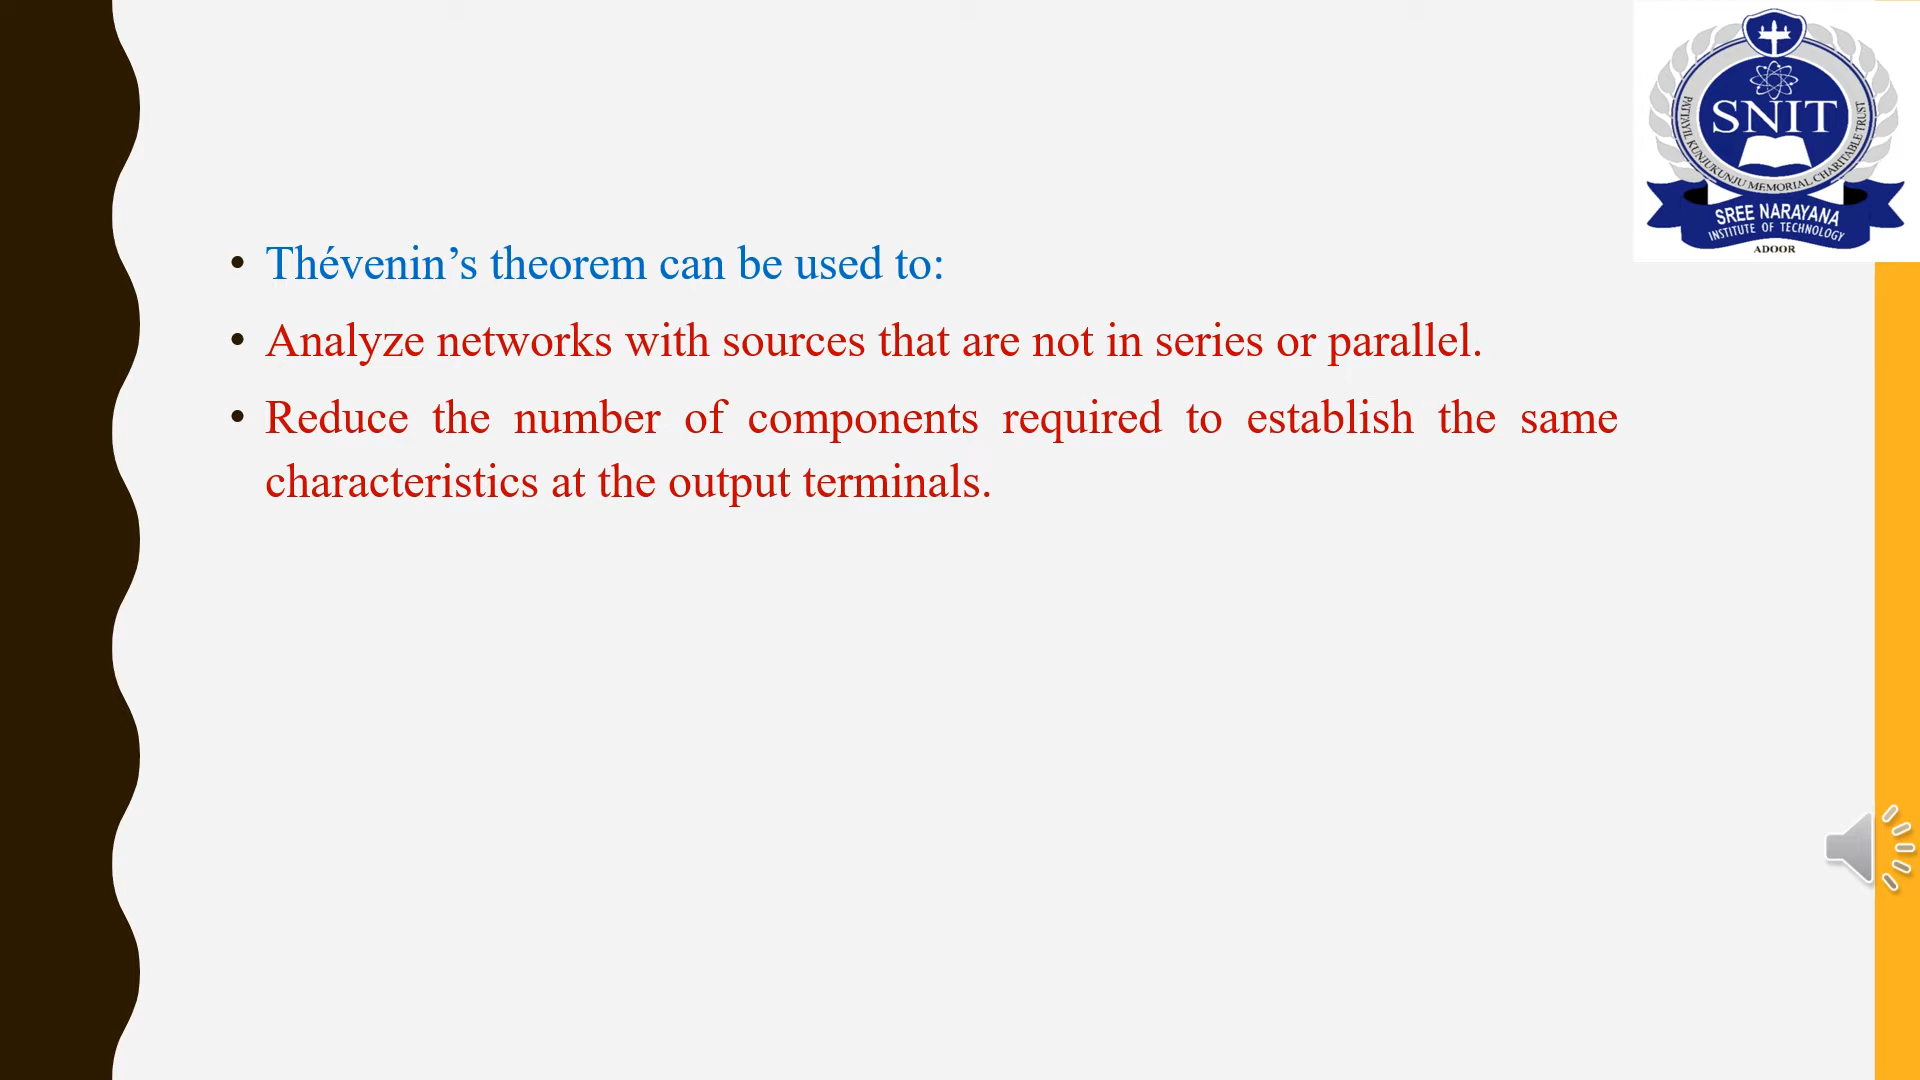 • Thévenin’s theorem can be used to:
• Analyze networks with sources that are not in series or parallel.
• Reduce the number of components required to establish the same
characteristics at the output terminals.
SNIT
PATTAYIL KUNJUKUNJU MEMORIAL CHARITABLE TRUST
SREE NARAYANA
INSTITUTE OF TECHNOLOGY
ADOOR